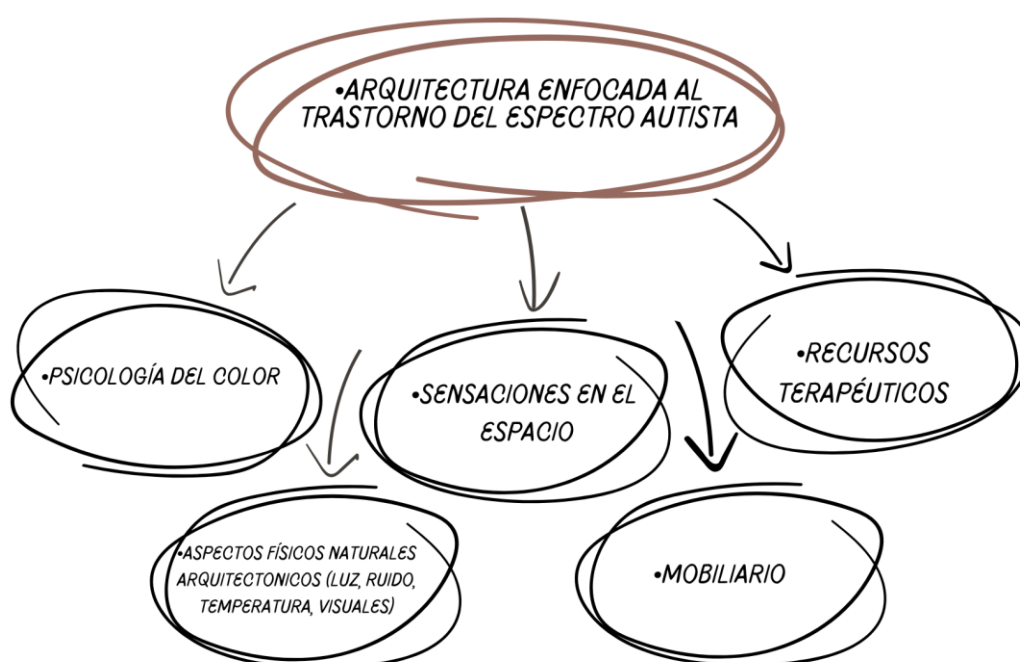 •ARQUITECTURA ENFOCADA AL
TRASTORNO DEL ESPECTRO AUTISTA
•PSICOLOGÍA DEL COLOR
•SENSACIONES EN EL
ESPACIO
•RECURSOS
TERAPÉUTICOS
•ASPECTOS FÍSICOS NATURALES
ARQUITECTONICOS (LUZ, RUIDO,
TEMPERATURA, VISUALES)
•MOBILIARIO